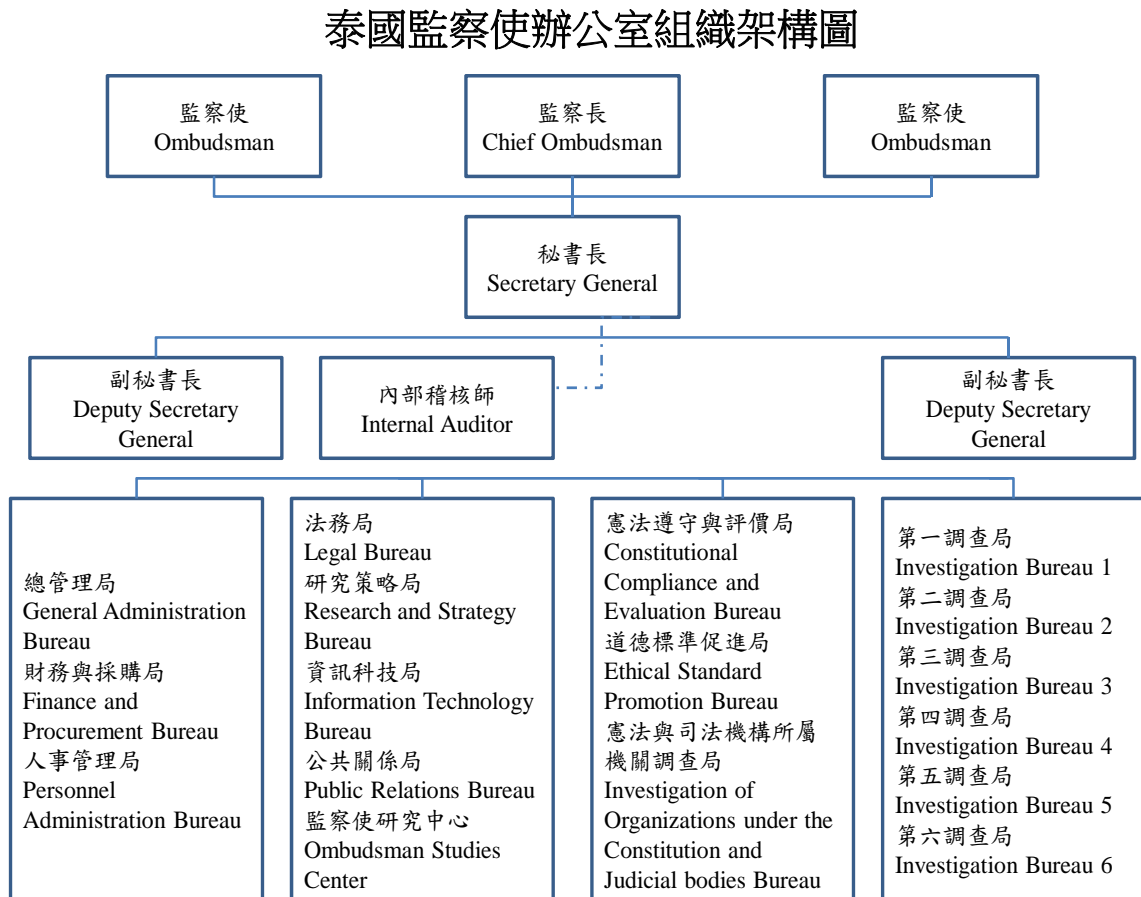 泰國監察使辦公室組織架構圖
監察使
Ombudsman
監察長
Chief Ombudsman
監察使
Ombudsman
秘書長
Secretary General
副秘書長
Deputy Secretary
General
內部稽核師
Internal Auditor
副秘書長
Deputy Secretary
General
總管理局
General Administration
Bureau
財務與採購局
Finance and
Procurement Bureau
人事管理局
Personnel
Administration Bureau
法務局
Legal Bureau
研究策略局
Research and Strategy
Bureau
資訊科技局
Information Technology
Bureau
公共關係局
Public Relations Bureau
監察使研究中心
Ombudsman Studies
Center
憲法遵守與評價局
Constitutional
Compliance and
Evaluation Bureau
道德標準促進局
Ethical Standard
Promotion Bureau
憲法與司法機構所屬
機關調查局
Investigation of
Organizations under the
Constitution and
Judicial bodies Bureau
第一調查局
Investigation Bureau 1
第二調查局
Investigation Bureau 2
第三調查局
Investigation Bureau 3
第四調查局
Investigation Bureau 4
第五調查局
Investigation Bureau 5
第六調查局
Investigation Bureau 6